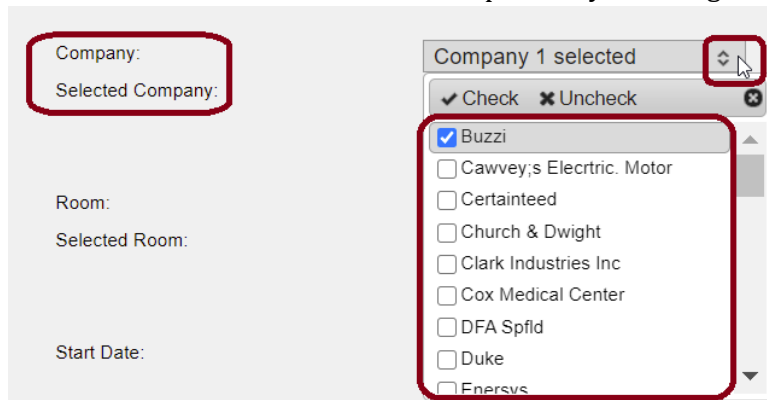 Company:
Company 1 selected
Selected Company:
Check Uncheck
Buzzi
Cawvey;s Elecrtric. Motor
Certainteed
Room:
Church & Dwight
Selected Room:
Clark Industries Inc
Cox Medical Center
DFA Spfld
Start Date:
Duke
Enersys